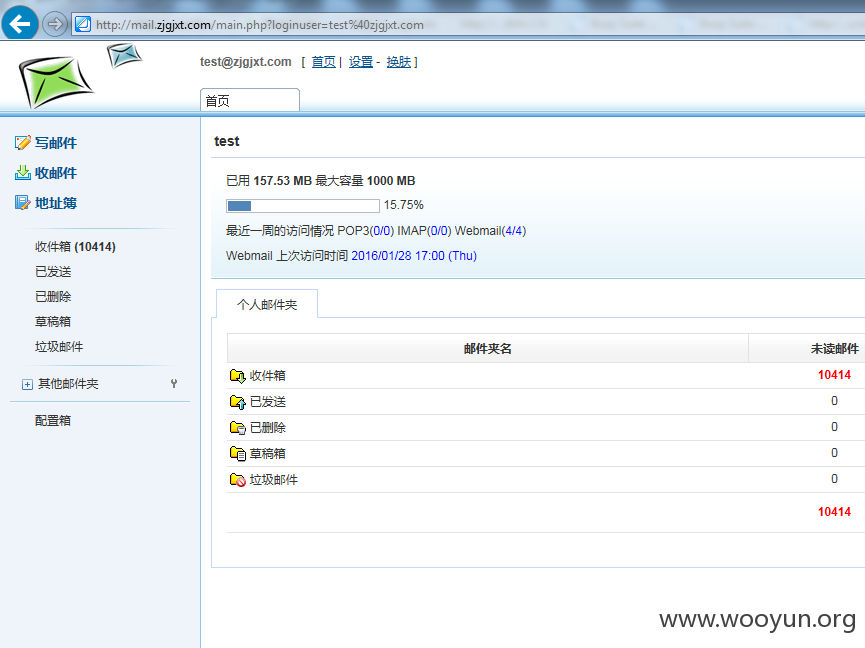 http://mail.zjgjxt.com/main.php?loginuser=test%40zjgjxt.com
test@zjgjxt.com [ 首页 | 设置 - 换肤 ]
首页
写邮件
收邮件
地址簿
收件箱 (10414)
已发送
已删除
草稿箱
垃圾邮件
其他邮件夹
配置箱
test
已用 157.53 MB 最大容量 1000 MB
15.75%
最近一周的访问情况 POP3(0/0) IMAP(0/0) Webmail(4/4)
Webmail 上次访问时间 2016/01/28 17:00 (Thu)
个人邮件夹
邮件夹名 未读邮件
收件箱 10414
已发送 0
已删除 0
草稿箱 0
垃圾邮件 0
10414
www.wooyun.org